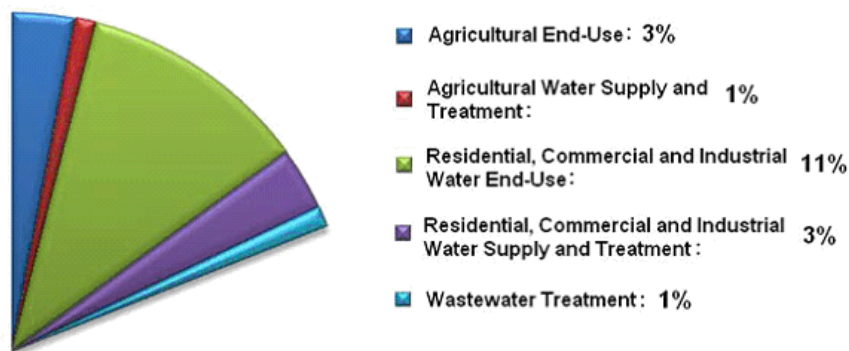 Agricultural End-Use: 3%
Agricultural Water Supply and 1%
Treatment:
Residential, Commercial and Industrial 11%
Water End-Use:
Residential, Commercial and Industrial 3%
Water Supply and Treatment:
Wastewater Treatment: 1%